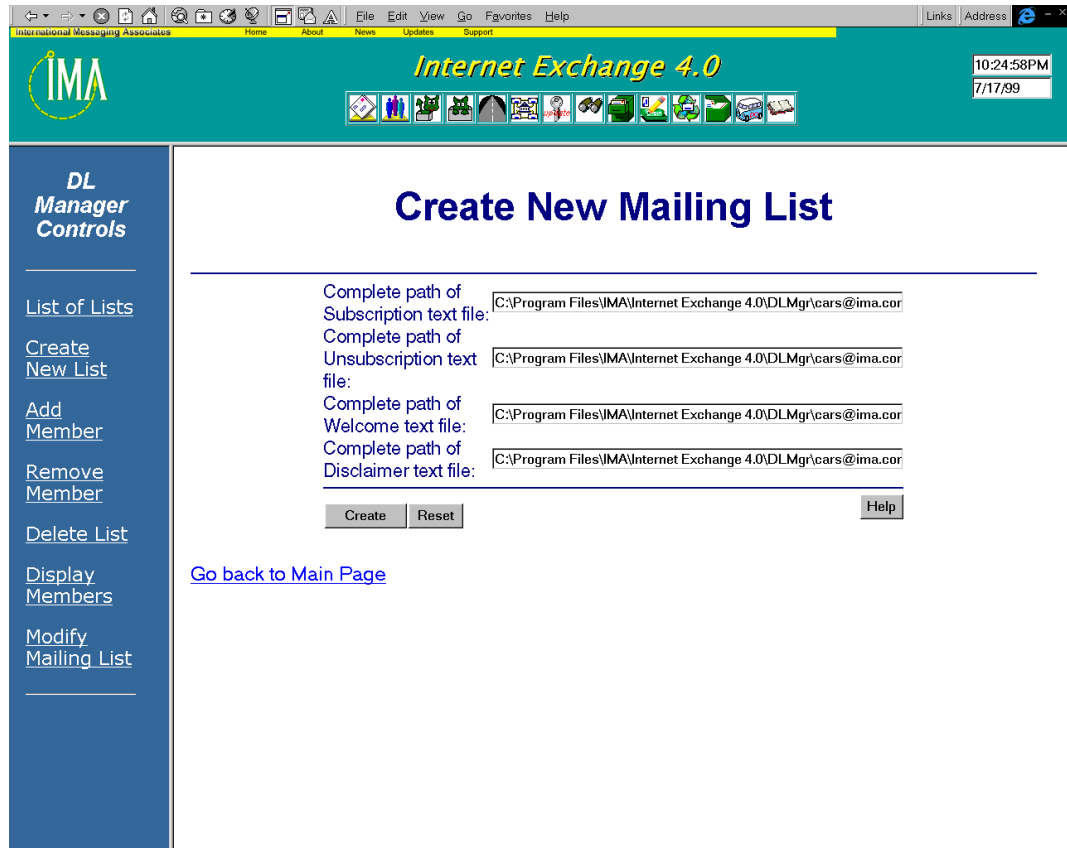 File Edit View Go Favorites Help
Links Address
International Messaging Associates
Home About News Updates Support
IMA
Internet Exchange 4.0
10:24:58PM
7/17/99
update
DL
Manager
Controls
List of Lists
Create
New List
Add
Member
Remove
Member
Delete List
Display
Members
Modify
Mailing List
Create New Mailing List
Complete path of
Subscription text file:
C:\Program Files\IMA\Internet Exchange 4.0\DLMgr\cars@ima.cor
Complete path of
Unsubscription text
file:
C:\Program Files\IMA\Internet Exchange 4.0\DLMgr\cars@ima.cor
Complete path of
Welcome text file:
C:\Program Files\IMA\Internet Exchange 4.0\DLMgr\cars@ima.cor
Complete path of
Disclaimer text file:
C:\Program Files\IMA\Internet Exchange 4.0\DLMgr\cars@ima.cor
Create Reset
Help
Go back to Main Page